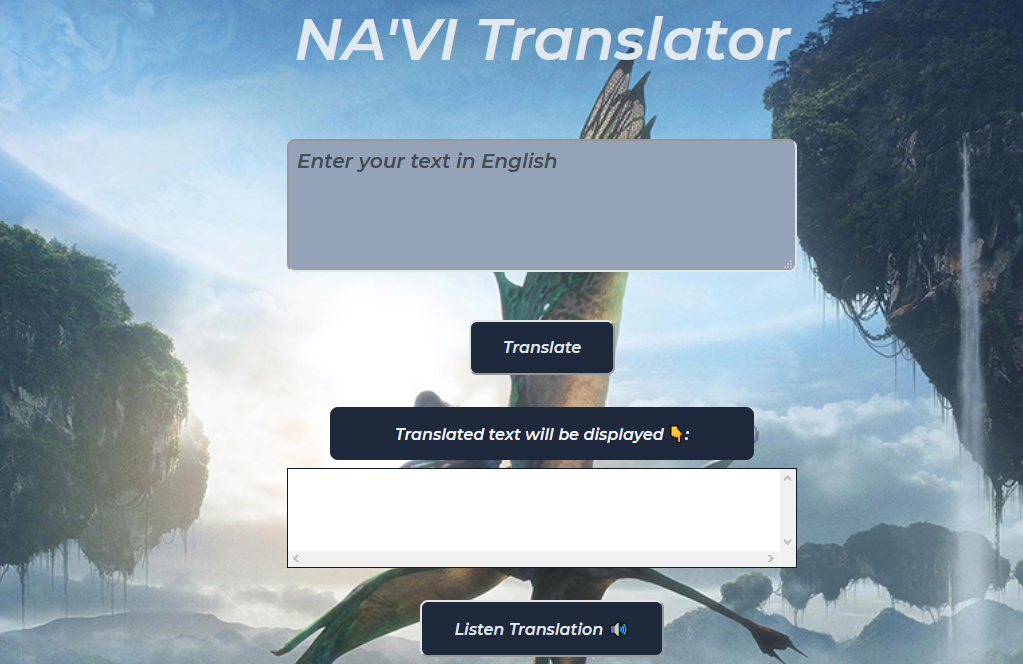 NA'VI Translator
Enter your text in English
Translate
Translated text will be displayed 👇:
Listen Translation 🔊